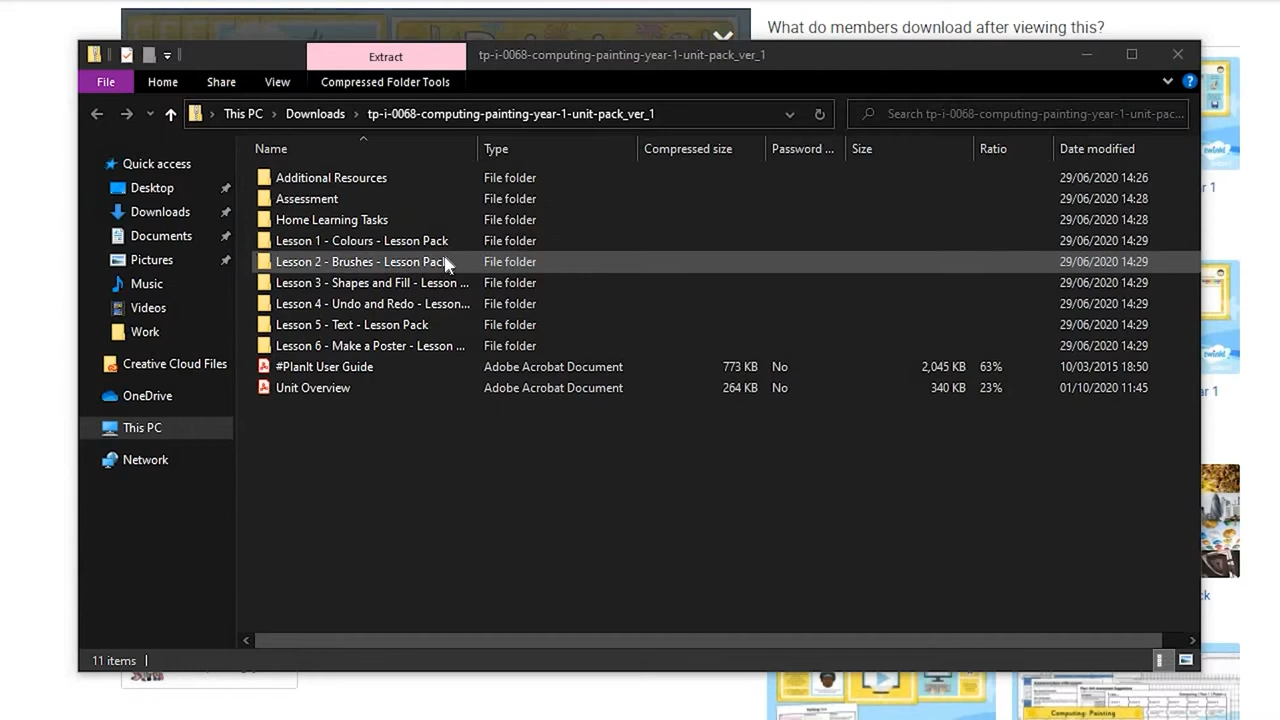 What do members download after viewing this?
Extract
tp-i-0068-computing-painting-year-1-unit-pack_ver_1
File
Home
Share
View
Compressed Folder Tools
This PC
Downloads
tp-i-0068-computing-painting-year-1-unit-pack_ver_1
Search tp-i-0068-computing-painting-year-1-unit-pac...
Name
Type
Compressed size
Password ...
Size
Ratio
Date modified
Quick access
Desktop
Downloads
Documents
Pictures
Music
Videos
Work
Creative Cloud Files
OneDrive
This PC
Network
Additional Resources File folder 29/06/2020 14:26
Assessment File folder 29/06/2020 14:28
Home Learning Tasks File folder 29/06/2020 14:28
Lesson 1 - Colours - Lesson Pack File folder 29/06/2020 14:29
Lesson 2 - Brushes - Lesson Pack File folder 29/06/2020 14:29
Lesson 3 - Shapes and Fill - Lesson ... File folder 29/06/2020 14:29
Lesson 4 - Undo and Redo - Lesson... File folder 29/06/2020 14:29
Lesson 5 - Text - Lesson Pack File folder 29/06/2020 14:29
Lesson 6 - Make a Poster - Lesson ... File folder 29/06/2020 14:29
#PlanIt User Guide Adobe Acrobat Document 773 KB No 2,045 KB 63% 10/03/2015 18:50
Unit Overview Adobe Acrobat Document 264 KB No 340 KB 23% 01/10/2020 11:45
11 items
twinkl
r 1
twinkl
r 1
k
Computing: Painting